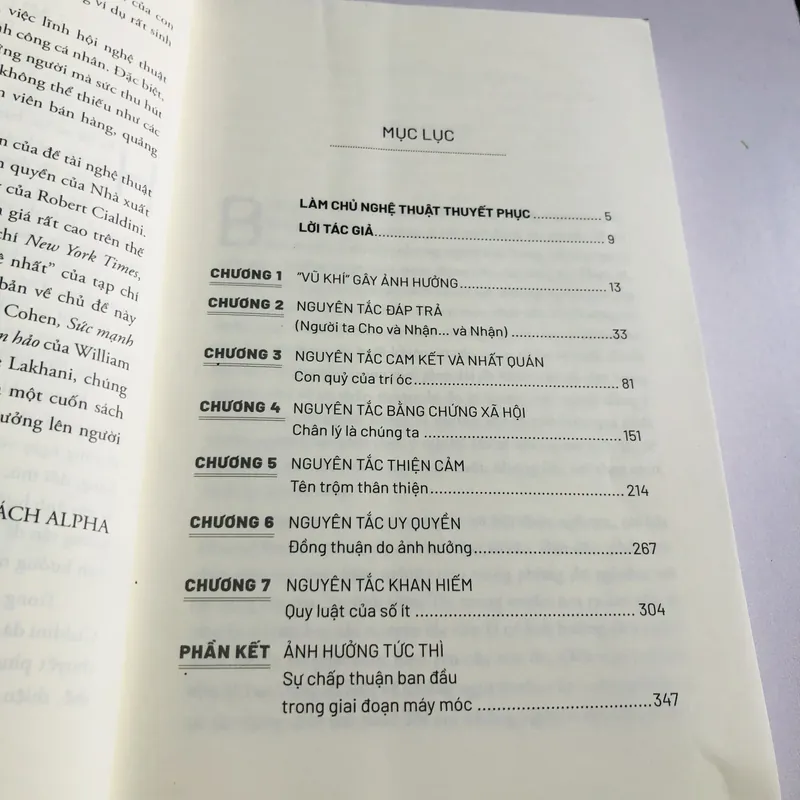 của con
ví dụ rất sinh
việc lĩnh hội nghệ thuật
công cá nhân. Đặc biệt,
người mà sức thu hút
không thể thiếu như các
viên bán hàng, quảng
của đề tài nghệ thuật
quyền của Nhà xuất
của Robert Cialdini.
giá rất cao trên thế
chí New York Times,
nhất” của tạp chí
bản về chủ đề này
Cohen, Sức mạnh
hảo của William
Lakhani, chúng
một cuốn sách
hưởng lên người
SÁCH ALPHA
MỤC LỤC
LÀM CHỦ NGHỆ THUẬT THUYẾT PHỤC .................. 5
LỜI TÁC GIẢ.................. 9
CHƯƠNG 1 “VŨ KHÍ” GÂY ẢNH HƯỞNG.................. 13
CHƯƠNG 2 NGUYÊN TẮC ĐÁP TRẢ
(Người ta Cho và Nhận... và Nhận) .................. 33
CHƯƠNG 3 NGUYÊN TẮC CAM KẾT VÀ NHẤT QUÁN
Con quỷ của trí óc .................. 81
CHƯƠNG 4 NGUYÊN TẮC BẰNG CHỨNG XÃ HỘI
Chân lý là chúng ta .................. 151
CHƯƠNG 5 NGUYÊN TẮC THIỆN CẢM
Tên trộm thân thiện.................. 214
CHƯƠNG 6 NGUYÊN TẮC UY QUYỀN
Đồng thuận do ảnh hưởng.................. 267
CHƯƠNG 7 NGUYÊN TẮC KHAN HIẾM
Quy luật của số ít .................. 304
PHẦN KẾT ẢNH HƯỞNG TỨC THÌ
Sự chấp thuận ban đầu
trong giai đoạn máy móc .................. 347